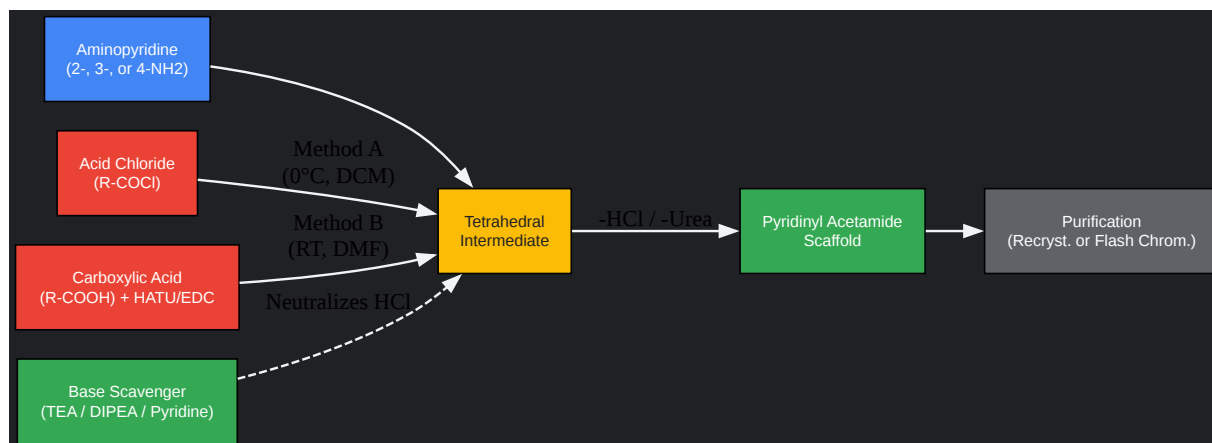 Aminopyridine
(2-, 3-, or 4-NH2)
Acid Chloride
(R-COCl)
Method A
(0°C, DCM)
Method B
(RT, DMF)
Carboxylic Acid
(R-COOH) + HATU/EDC
Neutralizes HCl
Base Scavenger
(TEA / DIPEA / Pyridine)
Tetrahedral
Intermediate
-HCl / -Urea
Pyridinyl Acetamide
Scaffold
Purification
(Recryst. or Flash Chrom.)